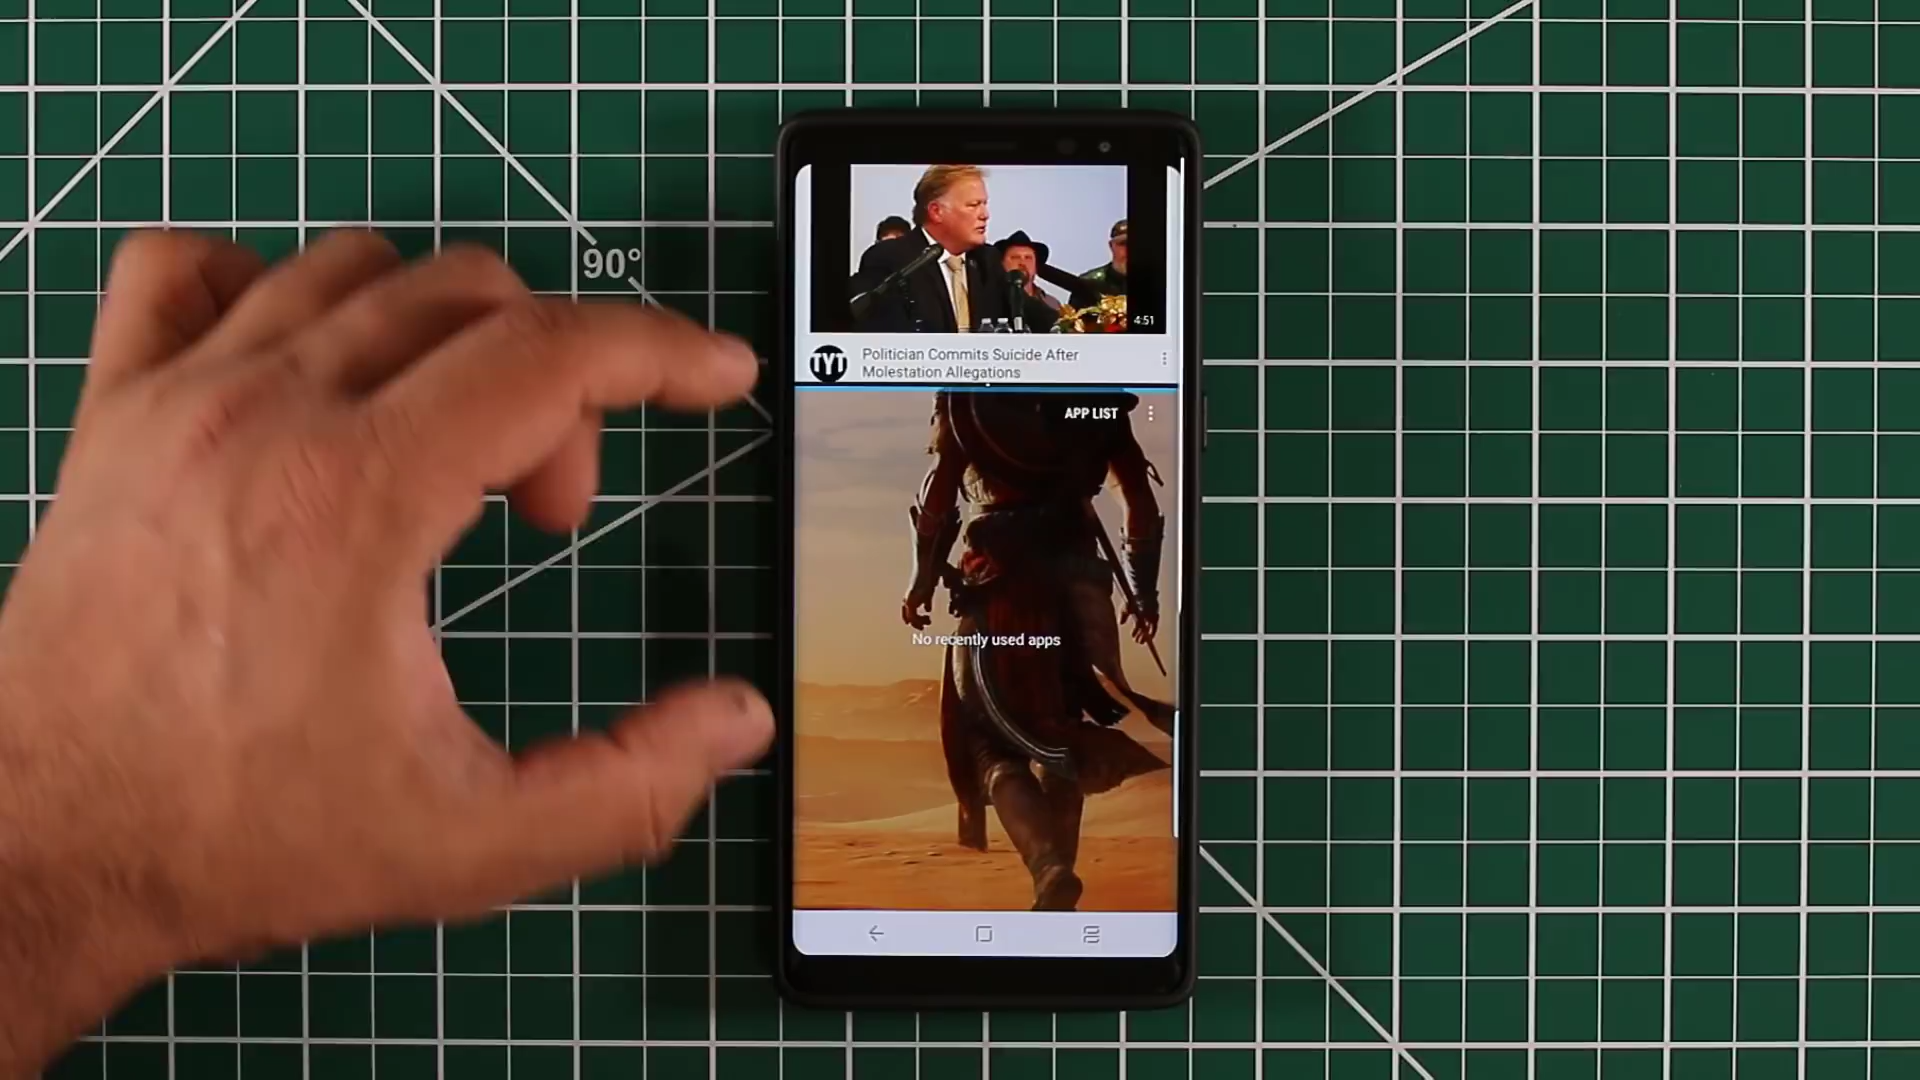 90°
4:51
TYT
Politician Commits Suicide After
Molestation Allegations
APP LIST
No recently used apps